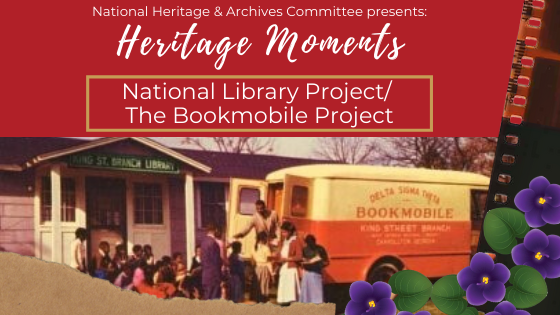 National Heritage & Archives Committee presents:
Heritage Moments
National Library Project/
The Bookmobile Project
KING ST. BRANCH LIBRARY
DELTA SIGMA THETA
BOOKMOBILE
KING STREET BRANCH
CARROLLTON GEORGIA